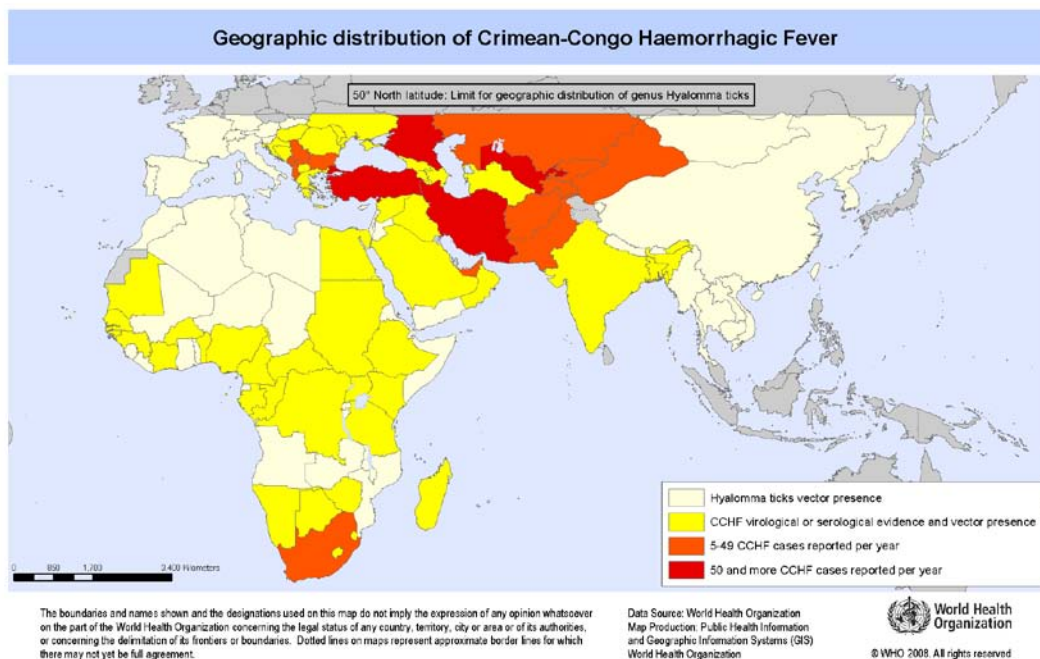 Geographic distribution of Crimean-Congo Haemorrhagic Fever
50° North latitude: Limit for geographic distribution of genus Hyalomma ticks
Hyalomma ticks vector presence
CCHF virological or serological evidence and vector presence
5-49 CCHF cases reported per year
50 and more CCHF cases reported per year
0 850 1,700 3,400 Kilometers
The boundaries and names shown and the designations used on this map do not imply the expression of any opinion whatsoever
on the part of the World Health Organization concerning the legal status of any country, territory, city or area or of its authorities,
or concerning the delimitation of its frontiers or boundaries. Dotted lines on maps represent approximate border lines for which
there may not yet be full agreement.
Data Source: World Health Organization
Map Production: Public Health Information
and Geographic Information Systems (GIS)
World Health Organization
World Health
Organization
© WHO 2008. All rights reserved